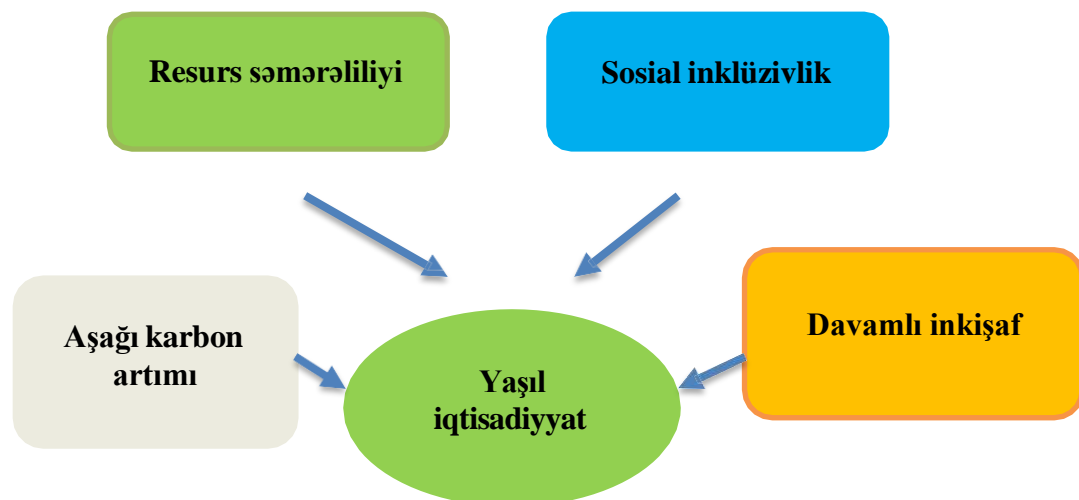 Resurs səmərəliliyi
Sosial inklüzivlik
Aşağı karbon
artımı
Davamlı inkişaf
Yaşıl
iqtisadiyyat